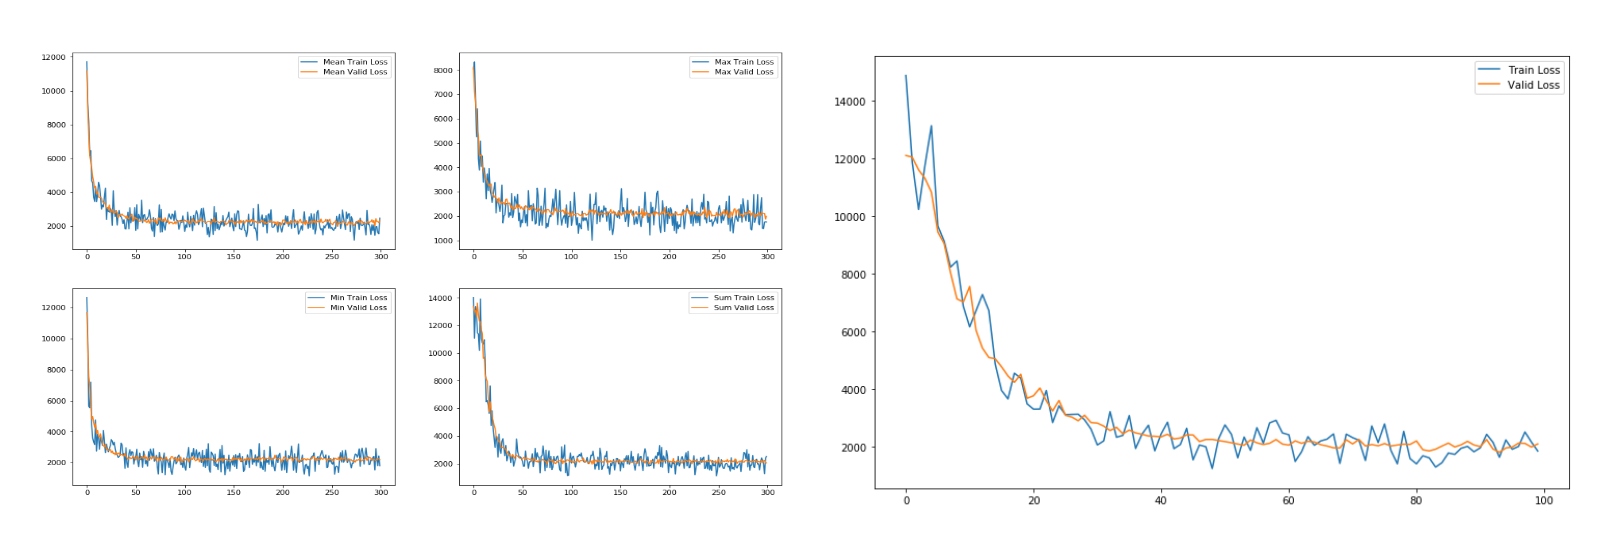 Mean Train Loss
Mean Valid Loss
12000
10000
8000
6000
4000
2000
0 50 100 150 200 250 300
Max Train Loss
Max Valid Loss
8000
7000
6000
5000
4000
3000
2000
1000
0 50 100 150 200 250 300
Min Train Loss
Min Valid Loss
12000
10000
8000
6000
4000
2000
0 50 100 150 200 250 300
Sum Train Loss
Sum Valid Loss
14000
12000
10000
8000
6000
4000
2000
0 50 100 150 200 250 300
Train Loss
Valid Loss
14000
12000
10000
8000
6000
4000
2000
0 20 40 60 80 100